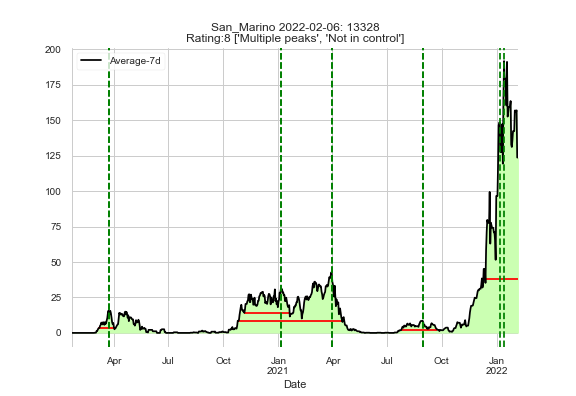 San_Marino 2022-02-06: 13328
Rating:8 ['Multiple peaks', 'Not in control']
Average-7d
200
175
150
125
100
75
50
25
0
Apr Jul Oct Jan Apr Jul Oct Jan
2021 2022
Date